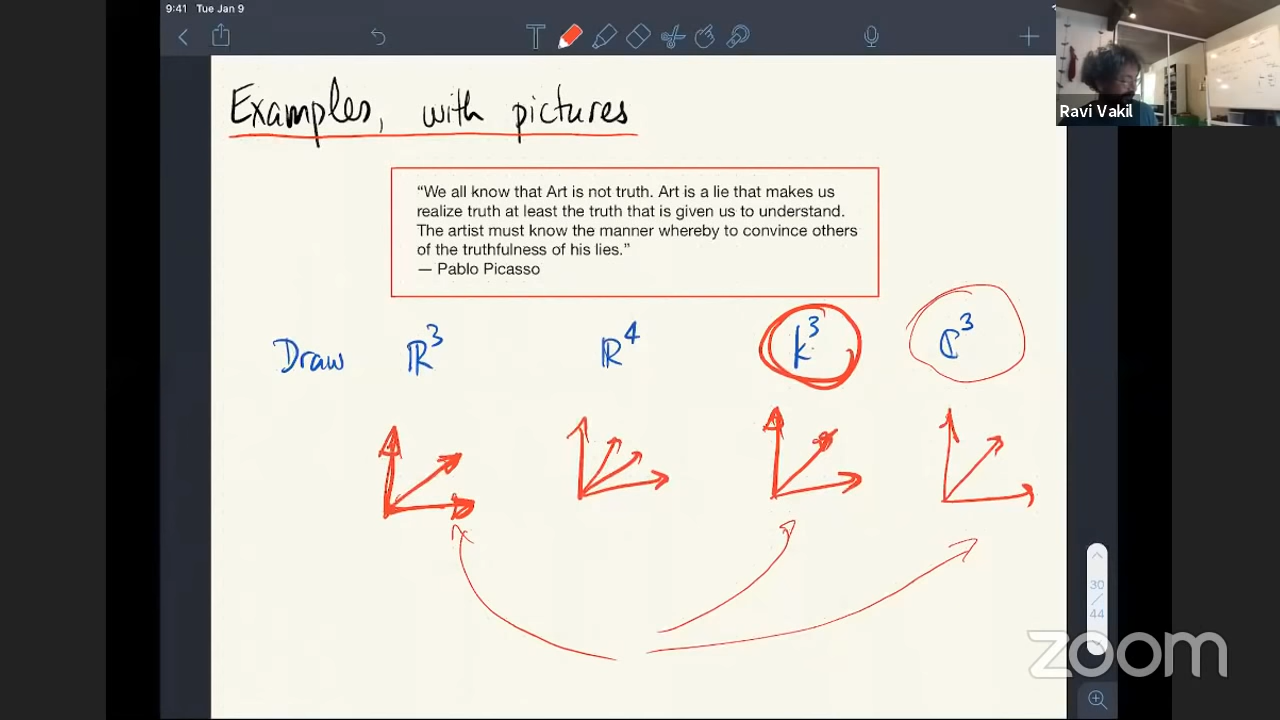 9:41 Tue Jan 9
Examples, with pictures
“We all know that Art is not truth. Art is a lie that makes us
realize truth at least the truth that is given us to understand.
The artist must know the manner whereby to convince others
of the truthfulness of his lies.”
— Pablo Picasso
Draw ℝ³ ℝ⁴ k³ ℂ³
Ravi Vakil
30
/
44
zoom